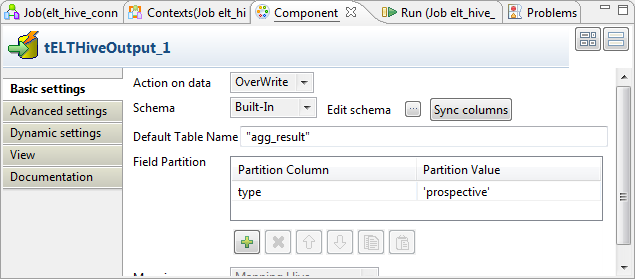 Job(elt_hive_conn
Contexts(Job elt_hi
Component
Run (Job elt_hive_
Problems
tELTHiveOutput_1
Basic settings
Advanced settings
Dynamic settings
View
Documentation
Action on data OverWrite
Schema Built-In Edit schema ... Sync columns
Default Table Name "agg_result"
Field Partition
Partition Column Partition Value
type 'prospective'